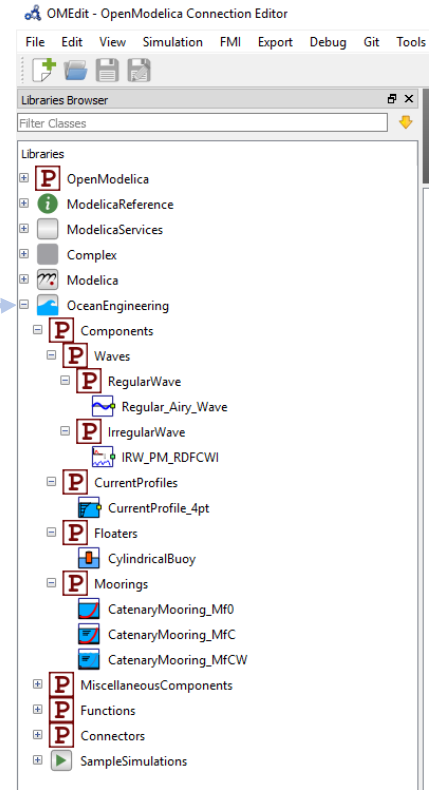 OMEdit - OpenModelica Connection Editor
File Edit View Simulation FMI Export Debug Git Tools
Libraries Browser
Filter Classes
Libraries
P OpenModelica
i ModelicaReference
ModelicaServices
Complex
Modelica
OceanEngineering
P Components
P Waves
P RegularWave
Regular_Airy_Wave
P IrregularWave
IRW_PM_RDFCWI
P CurrentProfiles
CurrentProfile_4pt
P Floaters
CylindricalBuoy
P Moorings
CatenaryMooring_Mf0
CatenaryMooring_MfC
CatenaryMooring_MfCW
P MiscellaneousComponents
P Functions
P Connectors
SampleSimulations